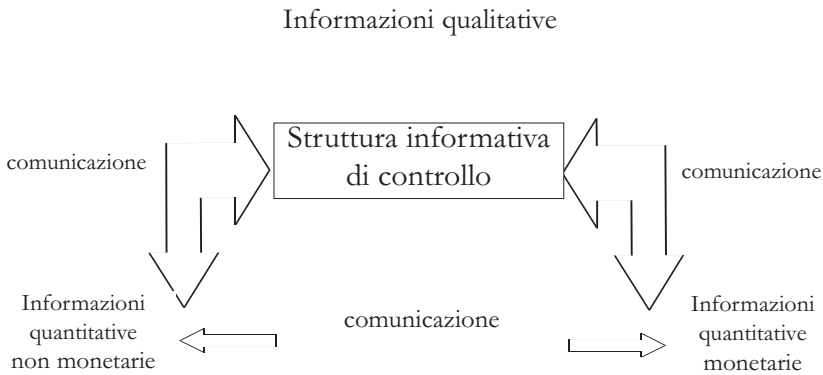 Informazioni qualitative
Struttura informativa
di controllo
comunicazione
comunicazione
Informazioni
quantitative
non monetarie
comunicazione
Informazioni
quantitative
monetarie